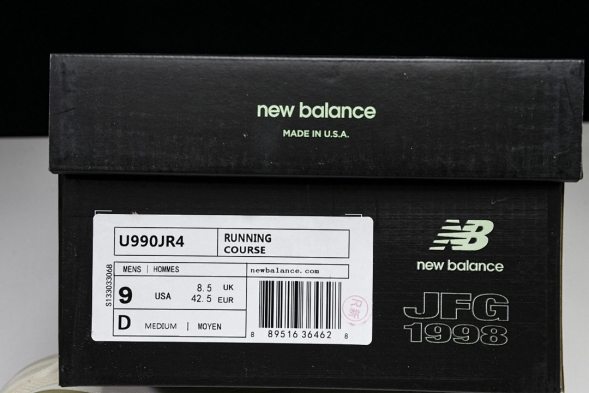 new balance
MADE IN U.S.A.
U990JR4
RUNNING
COURSE
MENS | HOMMES
newbalance.com
9 USA 8.5 UK
42.5 EUR
D MEDIUM | MOYEN
8 89516 36462 8
S133033068
new balance
JFG
1998